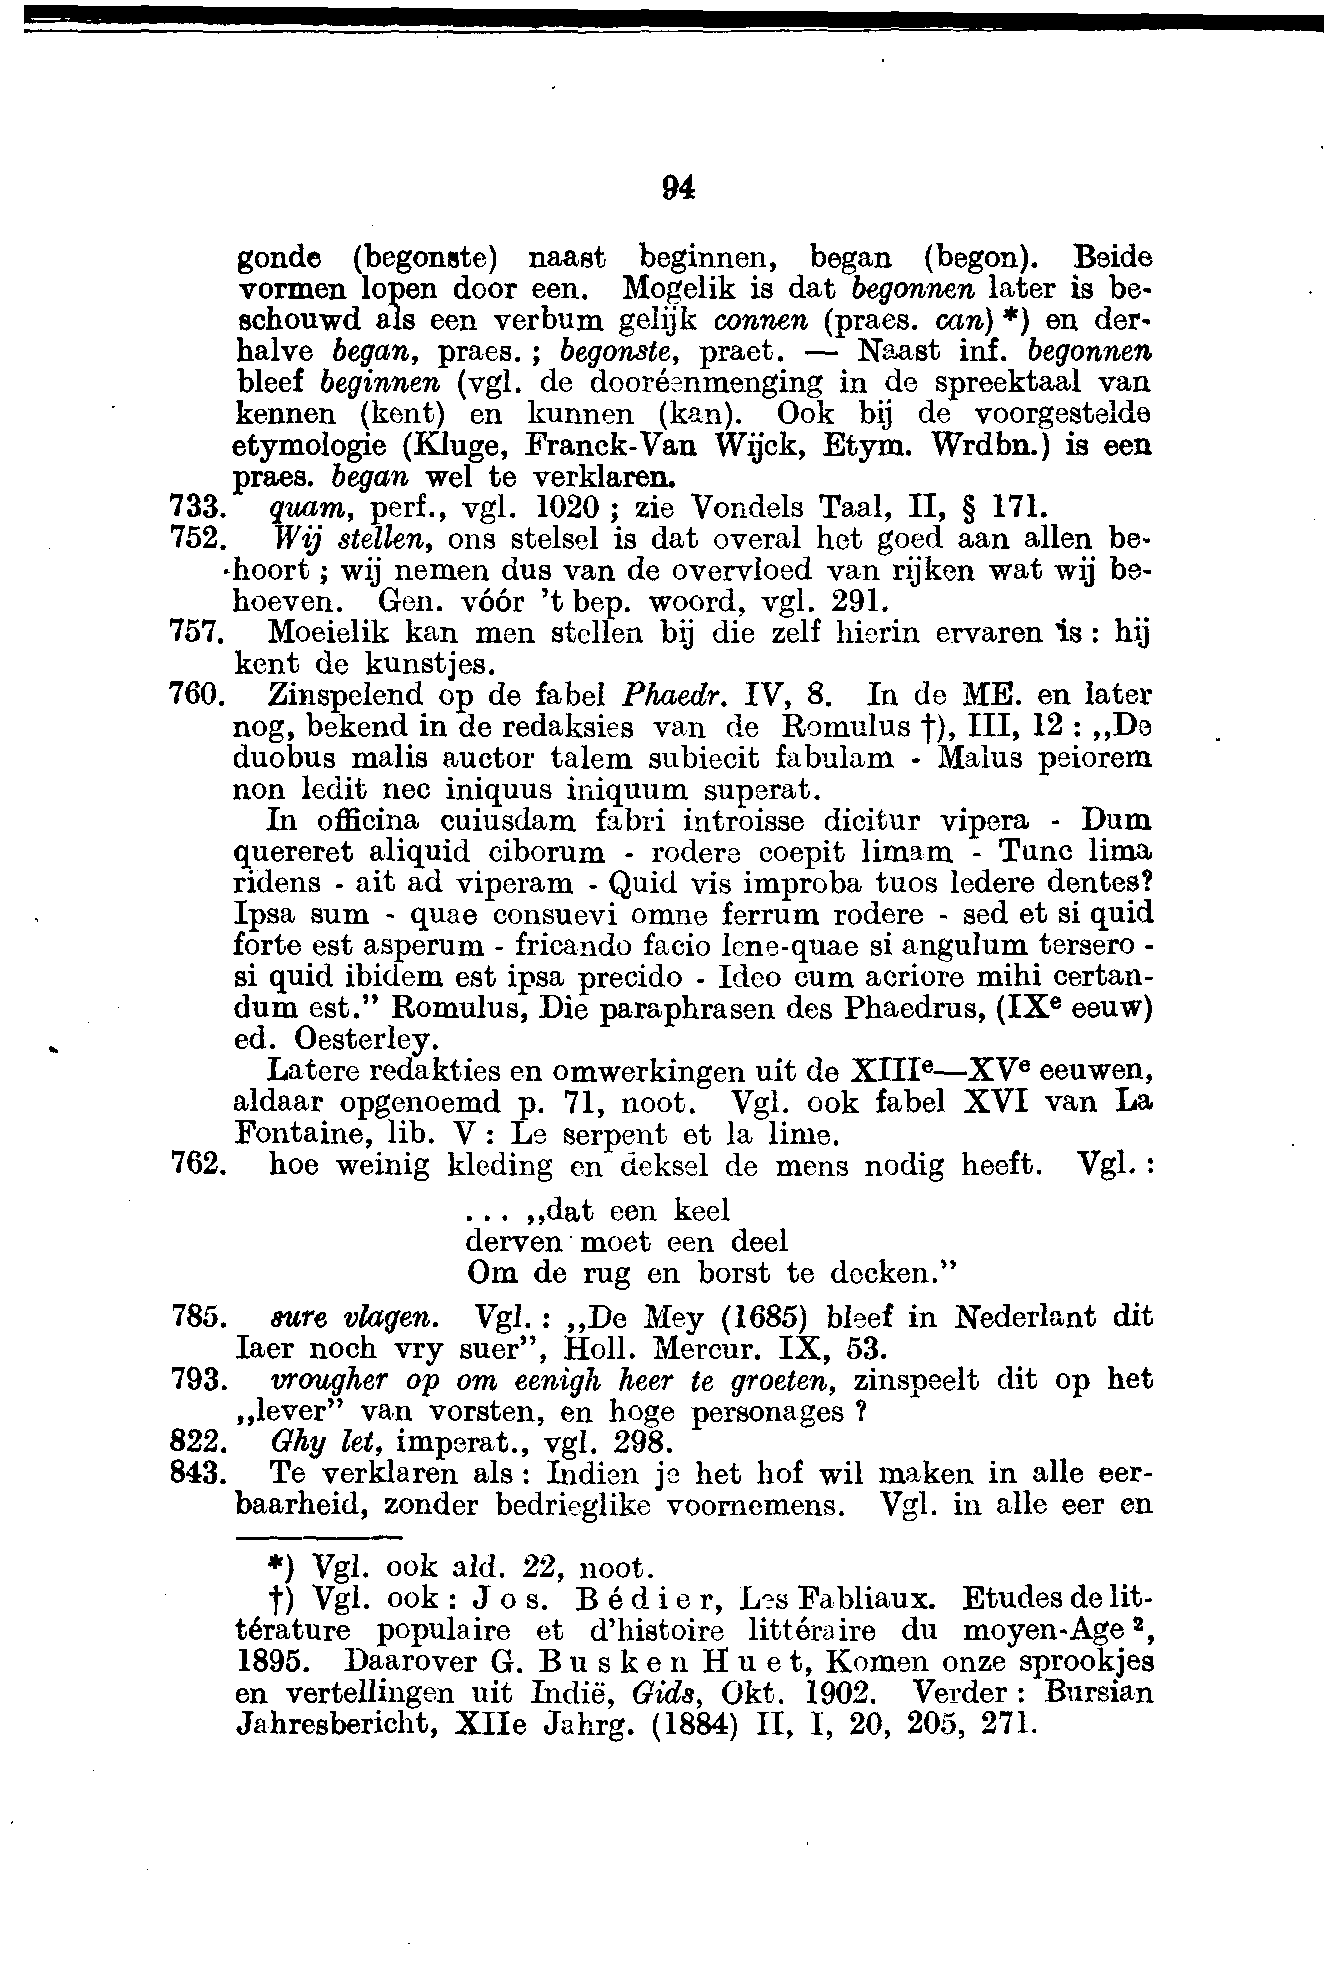 94
gonde (begonste) naast beginnen, began (begon). Beide
vormen lopen door een. Mogelik is dat begonnen later is be-
schouwd als een verbum gelijk connen (praes. can) *) en der-
halve began, praes. ; begonste, praet. — Naast inf. begonnen
bleef beginnen (vgl. de dooréénmenging in de spreektaal van
kennen (kent) en kunnen (kan). Ook bij de voorgestelde
etymologie (Kluge, Franck-Van Wijck, Etym. Wrdbn.) is een
praes. began wel te verklaren.
733. quam, perf., vgl. 1020 ; zie Vondels Taal, II, § 171.
752. Wij stellen, ons stelsel is dat overal het goed aan allen be-
hoort ; wij nemen dus van de overvloed van rijken wat wij be-
hoeven. Gen. vóór 't bep. woord, vgl. 291.
757. Moeielik kan men stellen bij die zelf hierin ervaren is : hij
kent de kunstjes.
760. Zinspelend op de fabel Phaedr. IV, 8. In de ME. en later
nog, bekend in de redaksies van de Romulus †), III, 12 : „De
duobus malis auctor talem subiecit fabulam - Malus peiorem
non ledit nec iniquus iniquum superat.
In officina cuiusdam fabri introisse dicitur vipera - Dum
quereret aliquid ciborum - rodere coepit limam - Tunc lima
ridens - ait ad viperam - Quid vis improba tuos ledere dentes?
Ipsa sum - quae consuevi omne ferrum rodere - sed et si quid
forte est asperum - fricando facio lene-quae si angulum tersero -
si quid ibidem est ipsa precido - Ideo cum acriore mihi certan-
dum est.” Romulus, Die paraphrasen des Phaedrus, (IXe eeuw)
ed. Oesterley.
Latere redakties en omwerkingen uit de XIIIe—XVe eeuwen,
aldaar opgenoemd p. 71, noot. Vgl. ook fabel XVI van La
Fontaine, lib. V : Le serpent et la lime.
762. hoe weinig kleding en deksel de mens nodig heeft. Vgl. :
... „dat een keel
derven moet een deel
Om de rug en borst te decken.”
785. sure vlagen. Vgl. : „De Mey (1685) bleef in Nederlant dit
Iaer noch vry suer”, Holl. Mercur. IX, 53.
793. vrougher op om eenigh heer te groeten, zinspeelt dit op het
„lever” van vorsten, en hoge personages ?
822. Ghy let, imperat., vgl. 298.
843. Te verklaren als : Indien je het hof wil maken in alle eer-
baarheid, zonder bedrieglike voornemens. Vgl. in alle eer en
*) Vgl. ook ald. 22, noot.
†) Vgl. ook : Jos. Bédier, Les Fabliaux. Etudes de lit-
térature populaire et d'histoire littéraire du moyen-Age ²,
1895. Daarover G. Busken Huet, Komen onze sprookjes
en vertellingen uit Indië, Gids, Okt. 1902. Verder : Bursian
Jahresbericht, XIIe Jahrg. (1884) II, I, 20, 205, 271.